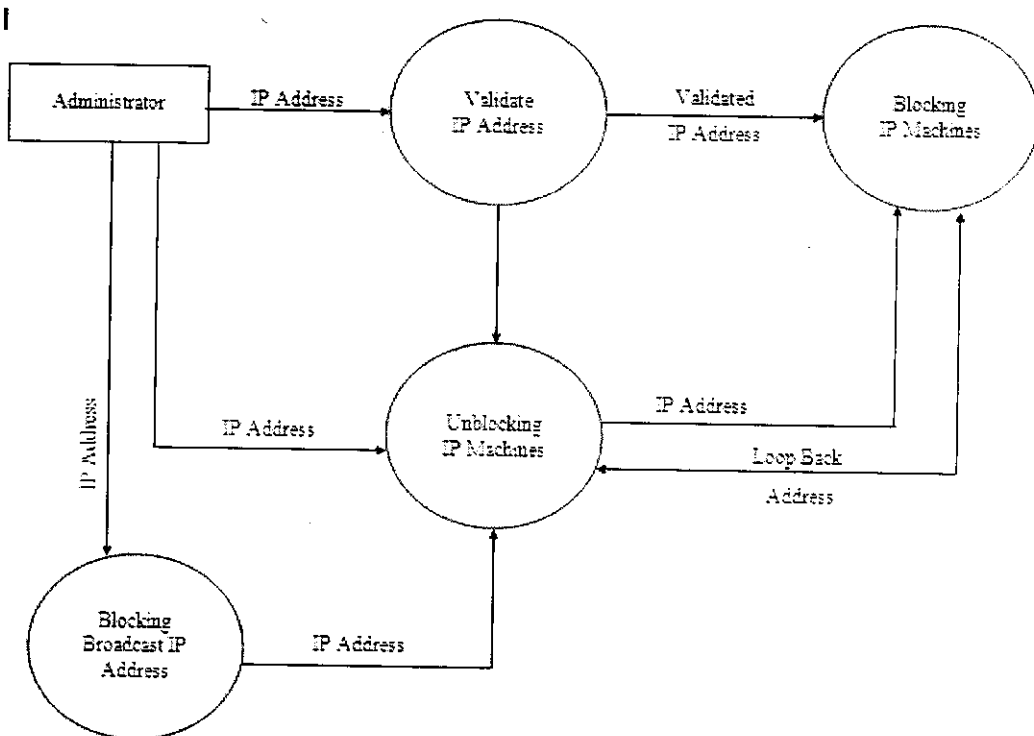 Administrator
IP Address
Validate
IP Address
Validated
IP Address
Blocking
IP Machines
IP Address
IP Address
Unblocking
IP Machines
IP Address
Loop Back
Address
Blocking
Broadcast IP
Address
IP Address